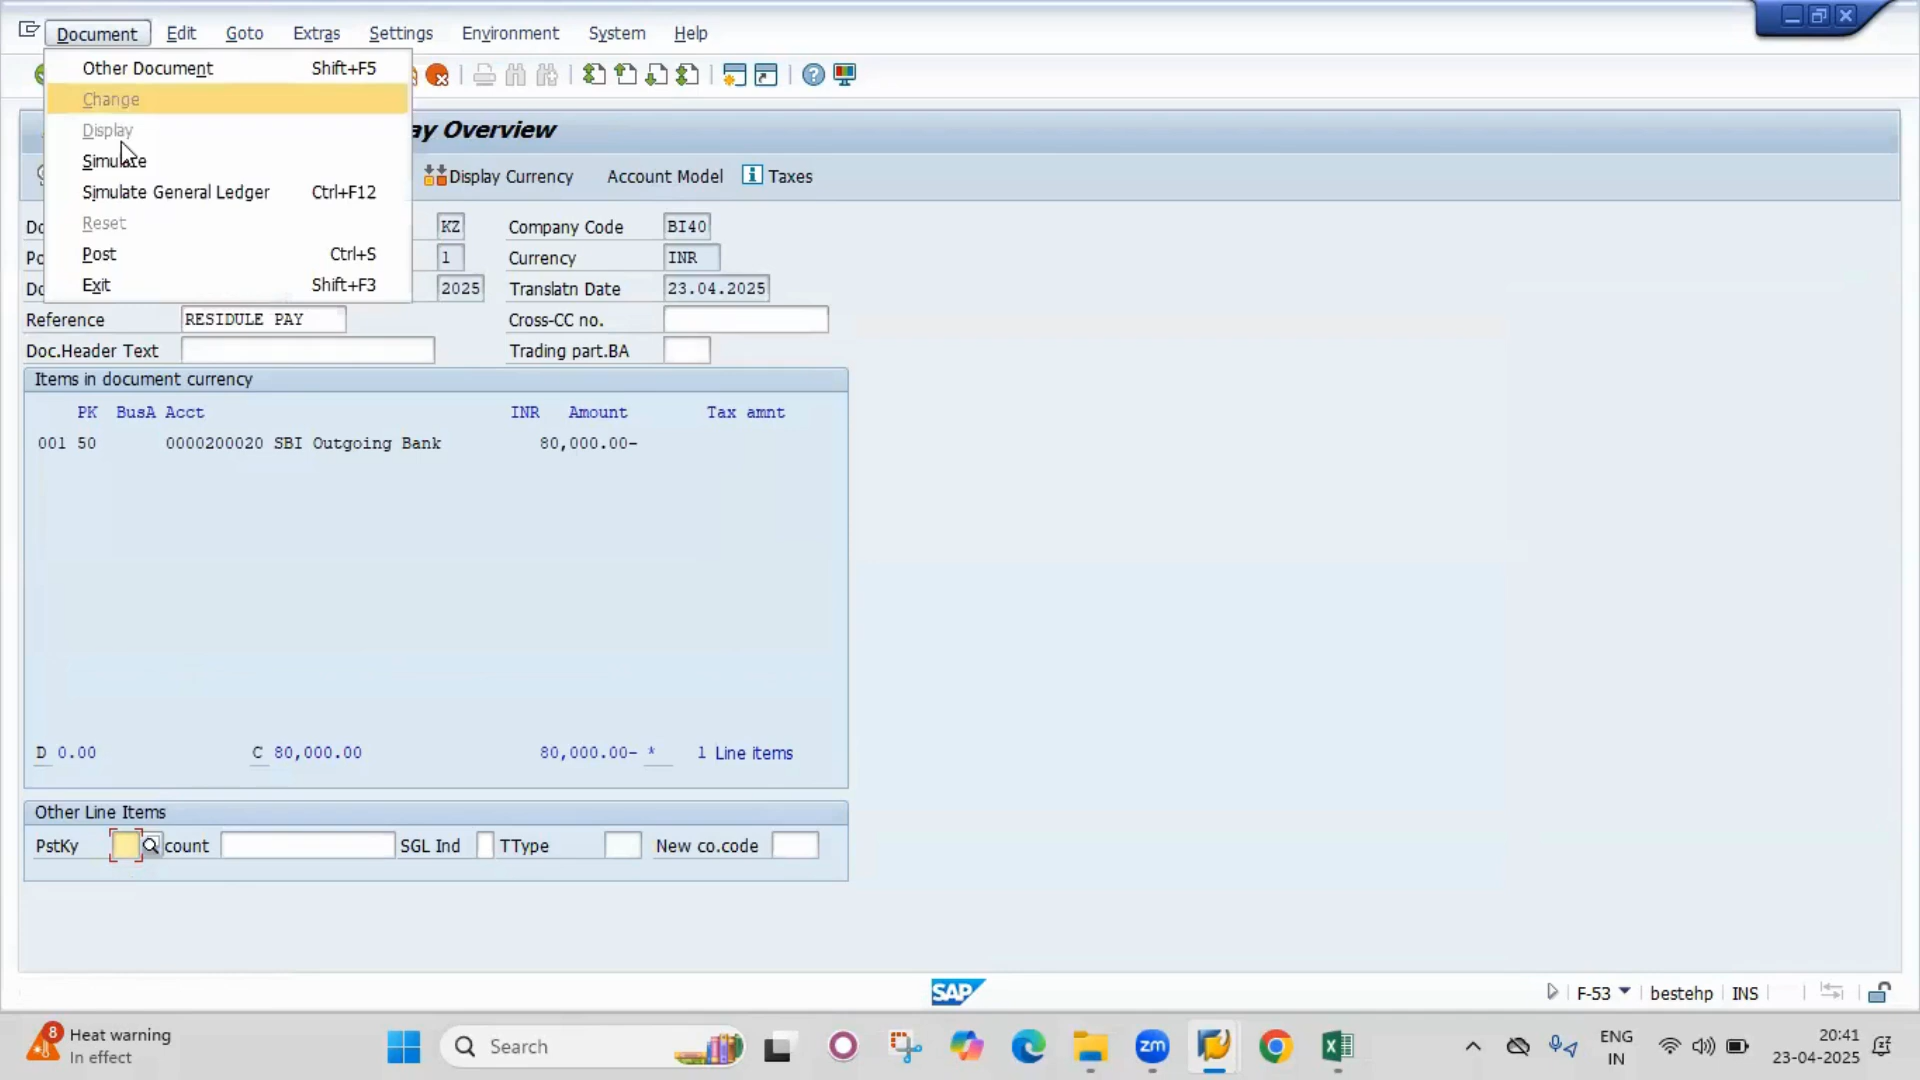 Document Edit Goto Extras Settings Environment System Help
Other Document Shift+F5
Change
Display
Simulate
Simulate General Ledger Ctrl+F12
Reset
Post Ctrl+S
Exit Shift+F3
ay Overview
Display Currency Account Model Taxes
Do KZ Company Code BI40
Po 1 Currency INR
Do 2025 Translatn Date 23.04.2025
Reference RESIDULE PAY Cross-CC no.
Doc.Header Text Trading part.BA
Items in document currency
PK BusA Acct INR Amount Tax amnt
001 50 0000200020 SBI Outgoing Bank 80,000.00-
D 0.00 C 80,000.00 80,000.00- * 1 Line items
Other Line Items
PstKy count SGL Ind TType New co.code
SAP F-53 bestehp INS
8 Heat warning
In effect
Search
zm
ENG
IN
20:41
23-04-2025